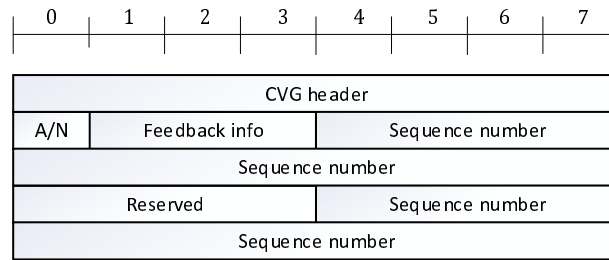 0 1 2 3 4 5 6 7
CVG header
A/N Feedback info Sequence number
Sequence number
Reserved Sequence number
Sequence number